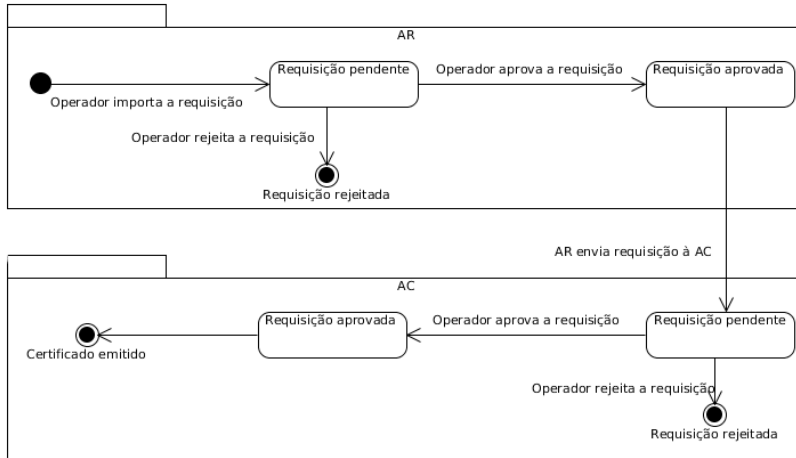 AR
Requisição pendente
Operador aprova a requisição
Requisição aprovada
Operador importa a requisição
Operador rejeita a requisição
Requisição rejeitada
AR envia requisição à AC
AC
Requisição aprovada
Operador aprova a requisição
Requisição pendente
Certificado emitido
Operador rejeita a requisição
Requisição rejeitada